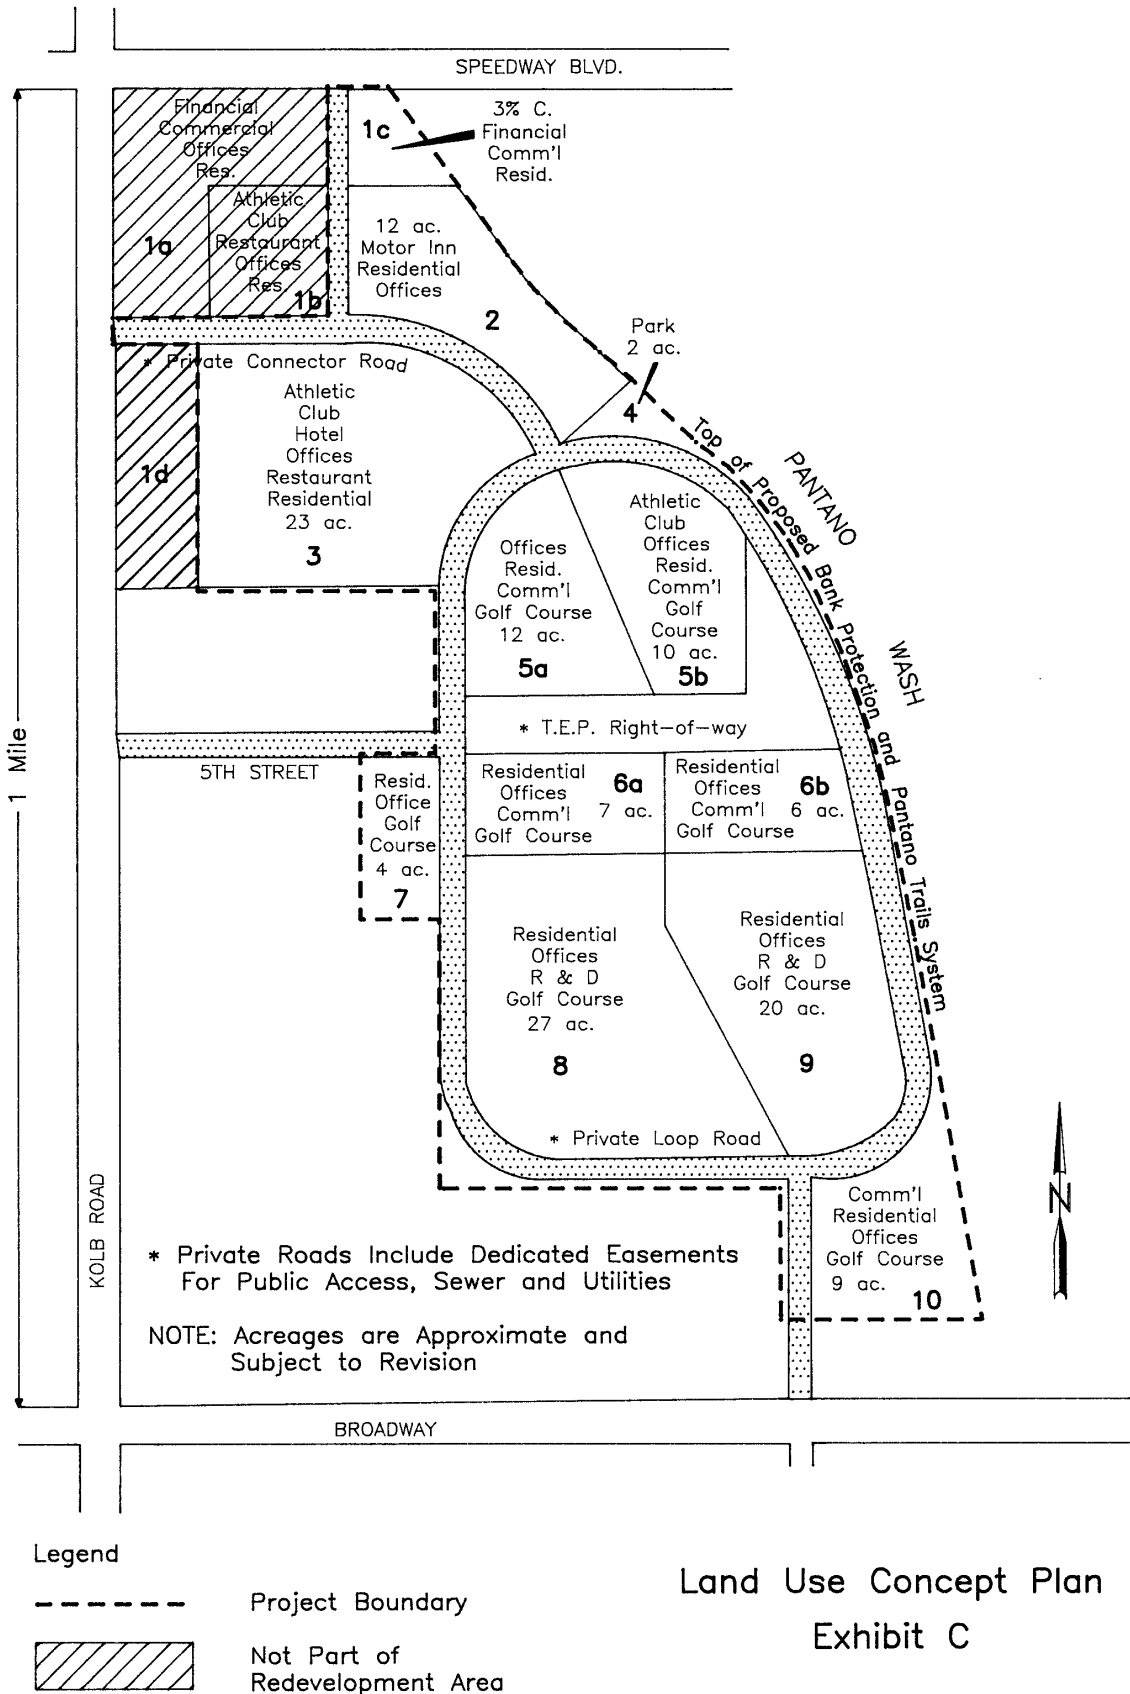 SPEEDWAY BLVD.
Financial
Commercial
Offices
Res.
1a
Athletic
Club
Restaurant
Offices
Res.
1b
1c
3% C.
Financial
Comm'l
Resid.
12 ac.
Motor Inn
Residential
Offices
2
Park
2 ac.
4
* Private Connector Road
1d
Athletic
Club
Hotel
Offices
Restaurant
Residential
23 ac.
3
Top of Proposed Bank Protection and Pantano Trails System
PANTANO
WASH
Offices
Resid.
Comm'l
Golf Course
12 ac.
5a
Athletic
Club
Offices
Resid.
Comm'l
Golf
Course
10 ac.
5b
* T.E.P. Right-of-way
1 Mile
5TH STREET
Resid.
Office
Golf
Course
4 ac.
7
Residential
Offices
Comm'l
Golf Course
6a
7 ac.
Residential
Offices
Comm'l
Golf Course
6b
6 ac.
Residential
Offices
R & D
Golf Course
27 ac.
8
Residential
Offices
R & D
Golf Course
20 ac.
9
* Private Loop Road
KOLB ROAD
Comm'l
Residential
Offices
Golf Course
9 ac.
10
N
* Private Roads Include Dedicated Easements
For Public Access, Sewer and Utilities
NOTE: Acreages are Approximate and
Subject to Revision
BROADWAY
Legend
Project Boundary
Not Part of
Redevelopment Area
Land Use Concept Plan
Exhibit C